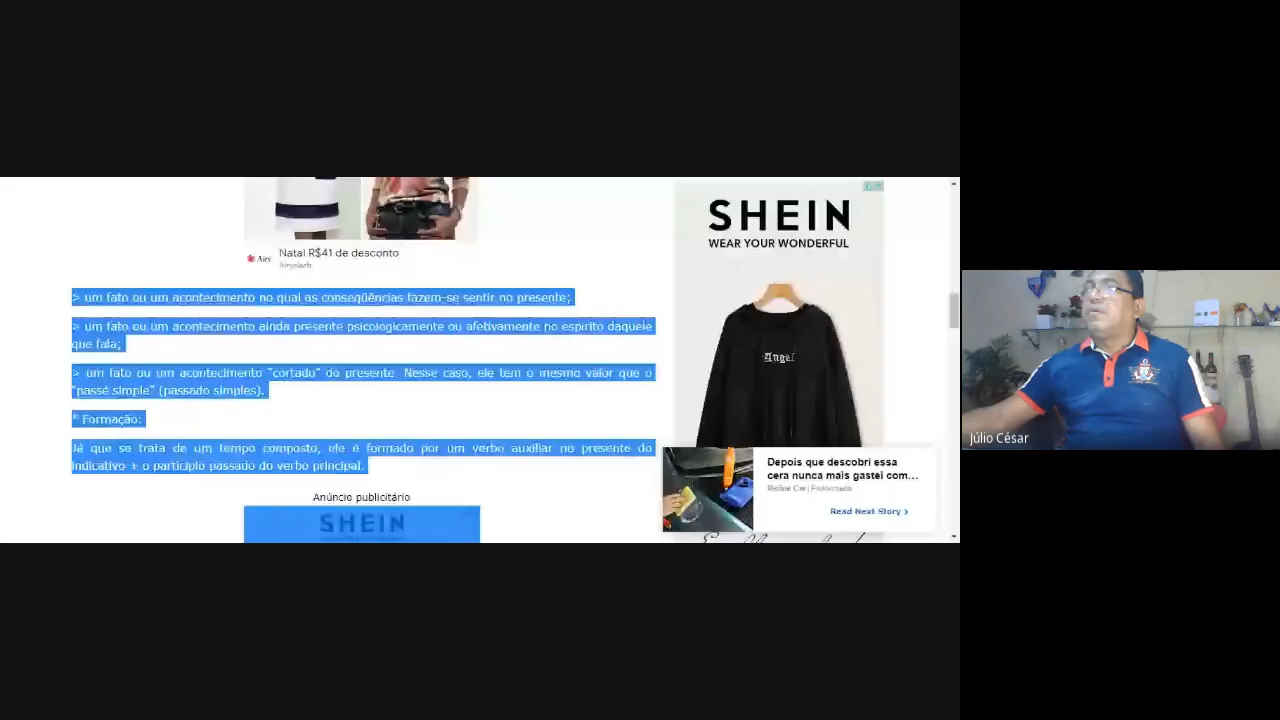 Natal R$41 de desconto
Airy
Airycloth
> um fato ou um acontecimento no qual as conseqüências fazem-se sentir no presente;
> um fato ou um acontecimento ainda presente psicologicamente ou afetivamente no espírito daquele
que fala;
> um fato ou um acontecimento "cortado" do presente. Nesse caso, ele tem o mesmo valor que o
"passé simple" (passado simples).
* Formação:
Já que se trata de um tempo composto, ele é formado por um verbo auxiliar no presente do
indicativo + o particípio passado do verbo principal.
Anúncio publicitário
SHEIN
SHEIN
WEAR YOUR WONDERFUL
Angel
Depois que descobri essa
cera nunca mais gastei com...
Read Next Story >
Júlio César